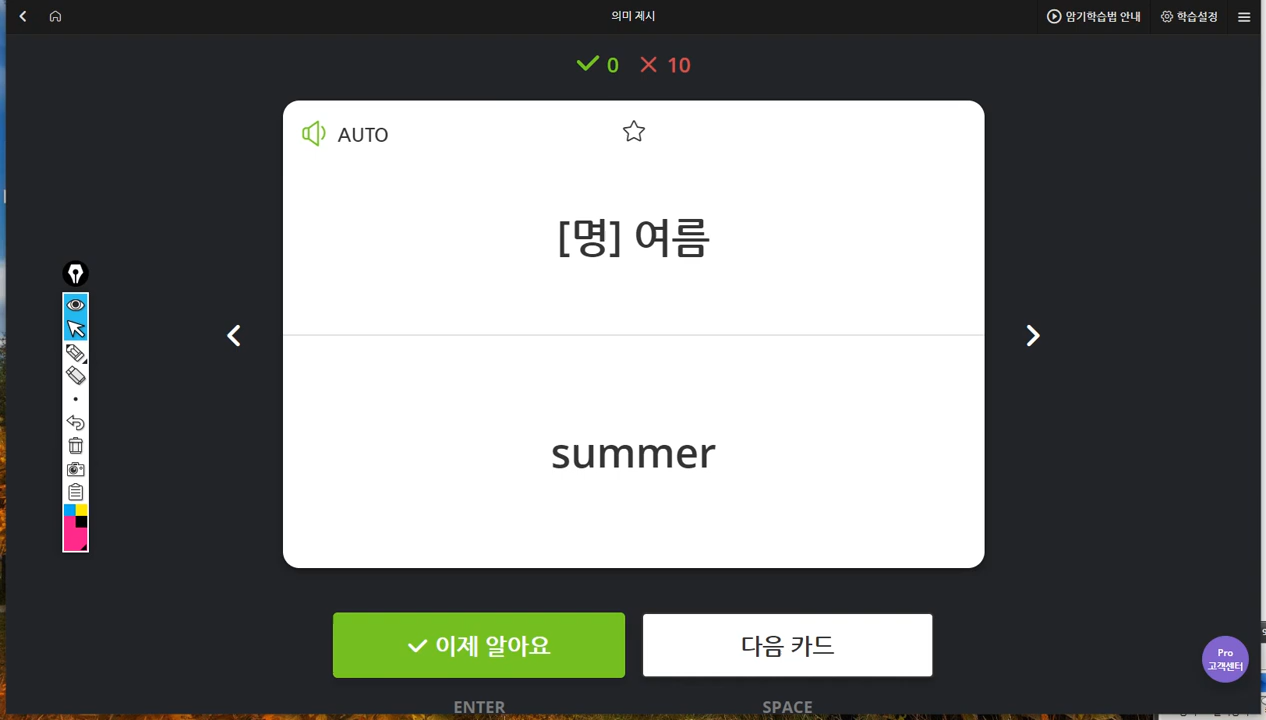 의미 제시
암기학습법 안내
학습설정
0
10
AUTO
[명] 여름
summer
이제 알아요
다음 카드
ENTER
SPACE
Pro
고객센터